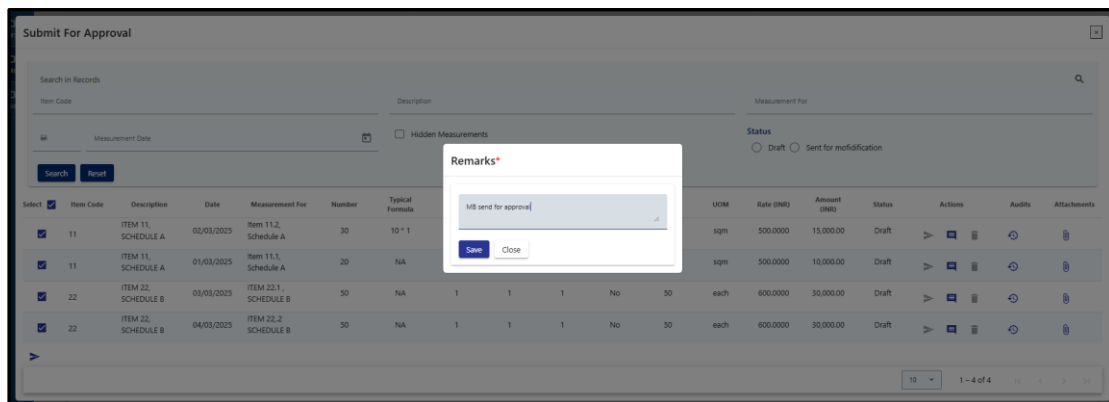 Submit For Approval
Search in Records
Item Code Description Measurement For
Measurement Date Hidden Measurements Status
Draft Sent for mofidification
Search Reset
Remarks*
MB send for approval
Save Close
Select Item Code Description Date Measurement For Number Typical Formula UOM Rate (INR) Amount (INR) Status Actions Audits Attachments
11 ITEM 11, SCHEDULE A 02/03/2025 Item 11.2, Schedule A 30 10 * 1 sqm 500.0000 15,000.00 Draft
11 ITEM 11, SCHEDULE A 01/03/2025 Item 11.1, Schedule A 20 NA sqm 500.0000 10,000.00 Draft
22 ITEM 22, SCHEDULE B 03/03/2025 ITEM 22.1 , SCHEDULE B 50 NA 1 1 1 No 50 each 600.0000 30,000.00 Draft
22 ITEM 22, SCHEDULE B 04/03/2025 ITEM 22,.2 SCHEDULE B 50 NA 1 1 1 No 50 each 600.0000 30,000.00 Draft
10 1 – 4 of 4